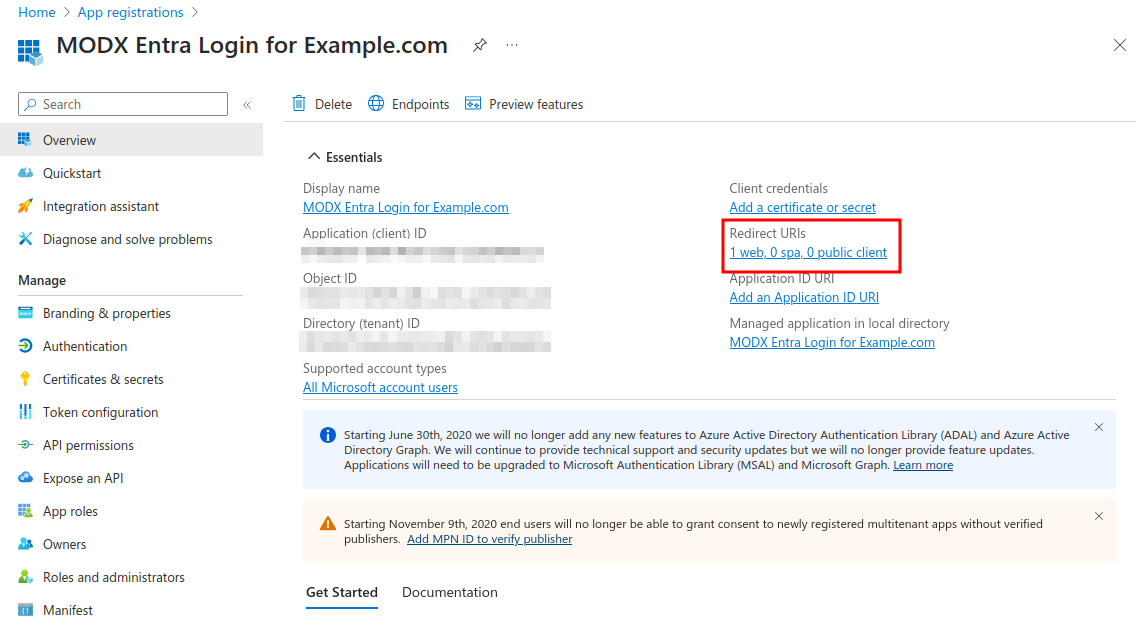 Home > App registrations >
MODX Entra Login for Example.com
Search
Delete
Endpoints
Preview features
Overview
Quickstart
Integration assistant
Diagnose and solve problems
Manage
Branding & properties
Authentication
Certificates & secrets
Token configuration
API permissions
Expose an API
App roles
Owners
Roles and administrators
Manifest
Essentials
Display name
MODX Entra Login for Example.com
Application (client) ID
Object ID
Directory (tenant) ID
Supported account types
All Microsoft account users
Client credentials
Add a certificate or secret
Redirect URIs
1 web, 0 spa, 0 public client
Application ID URI
Add an Application ID URI
Managed application in local directory
MODX Entra Login for Example.com
Starting June 30th, 2020 we will no longer add any new features to Azure Active Directory Authentication Library (ADAL) and Azure Active
Directory Graph. We will continue to provide technical support and security updates but we will no longer provide feature updates.
Applications will need to be upgraded to Microsoft Authentication Library (MSAL) and Microsoft Graph. Learn more
Starting November 9th, 2020 end users will no longer be able to grant consent to newly registered multitenant apps without verified
publishers. Add MPN ID to verify publisher
Get Started
Documentation